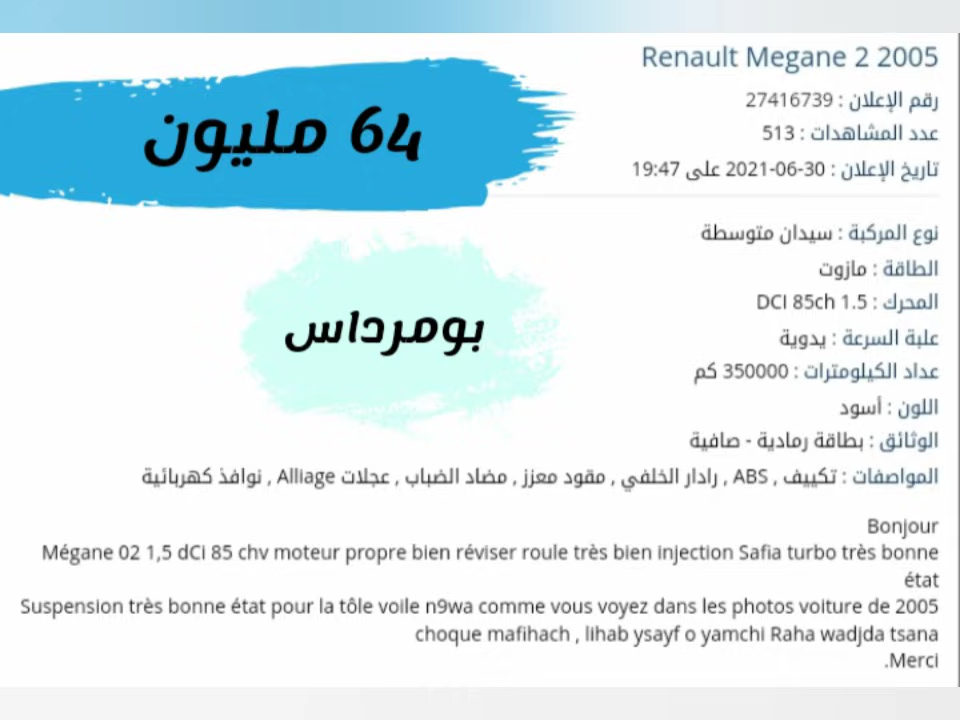 Renault Megane 2 2005
رقم الإعلان : 27416739
عدد المشاهدات : 513
تاريخ الإعلان : 30-06-2021 على 19:47
64 مليون
بومرداس
نوع المركبة : سيدان متوسطة
الطاقة : مازوت
المحرك : 1.5 DCI 85ch
علبة السرعة : يدوية
عداد الكيلومترات : 350000 كم
اللون : أسود
الوثائق : بطاقة رمادية - صافية
المواصفات : تكييف , ABS , رادار الخلفي , مقود معزز , مضاد الضباب , عجلات Alliage , نوافذ كهربائية
Bonjour
Mégane 02 1,5 dCi 85 chv moteur propre bien réviser roule très bien injection Safia turbo très bonne
état
Suspension très bonne état pour la tôle voile n9wa comme vous voyez dans les photos voiture de 2005
choque mafihach , lihab ysayf o yamchi Raha wadjda tsana
.Merci